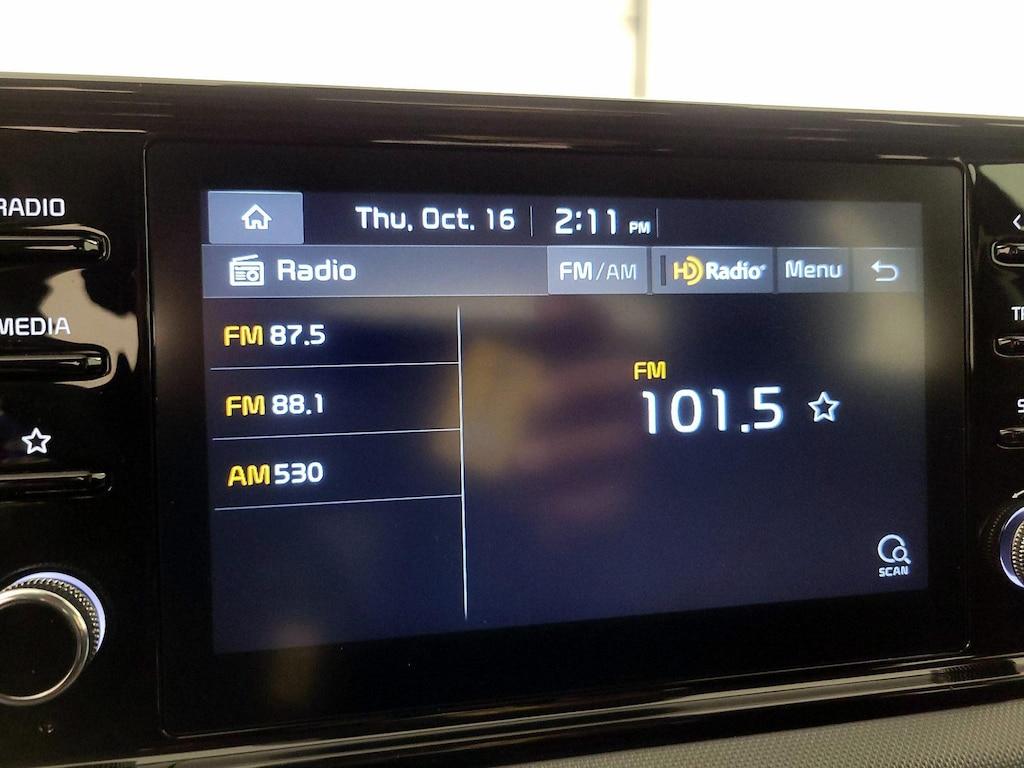 RADIO
MEDIA
Thu, Oct. 16 2:11 PM
Radio FM/AM HD Radio Menu
FM 87.5
FM 88.1
AM 530
FM
101.5
SCAN